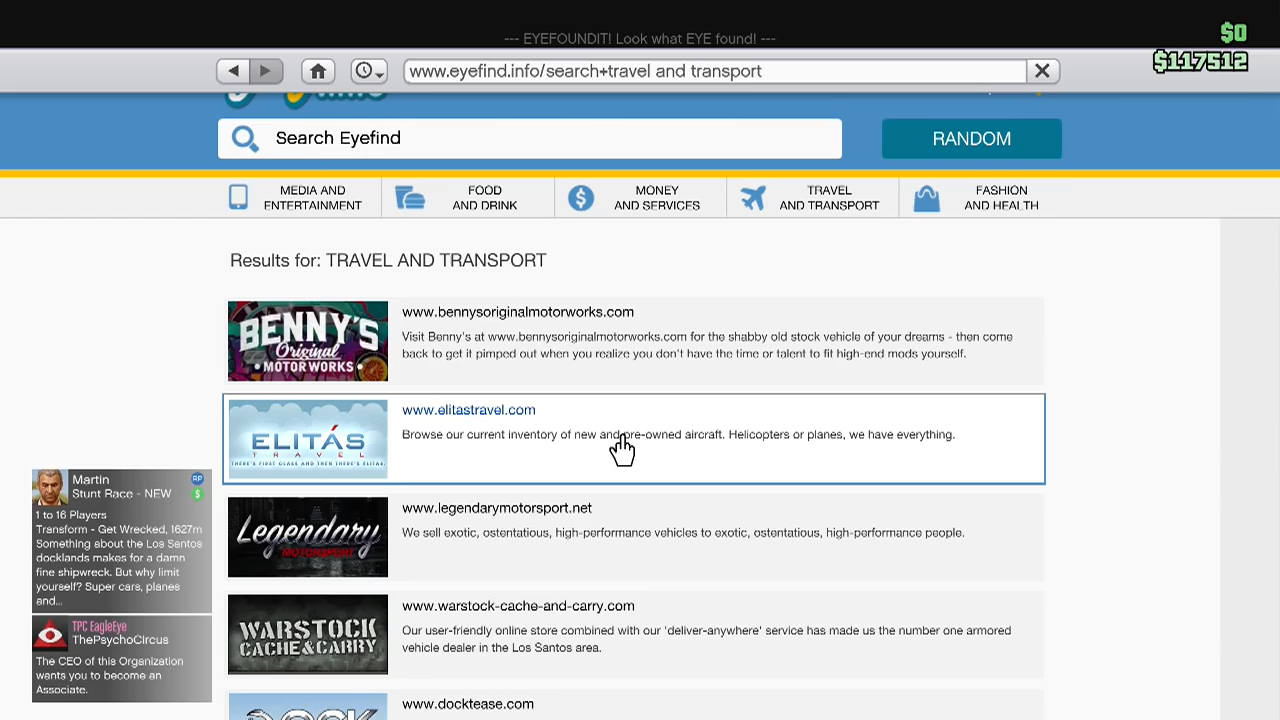 --- EYEFOUNDIT! Look what EYE found! ---
$0
$117512
www.eyefind.info/search+travel and transport
Search Eyefind
RANDOM
MEDIA AND
ENTERTAINMENT
FOOD
AND DRINK
MONEY
AND SERVICES
TRAVEL
AND TRANSPORT
FASHION
AND HEALTH
Results for: TRAVEL AND TRANSPORT
BENNY'S
Original
MOTOR WORKS
www.bennysoriginalmotorworks.com
Visit Benny's at www.bennysoriginalmotorworks.com for the shabby old stock vehicle of your dreams - then come
back to get it pimped out when you realize you don't have the time or talent to fit high-end mods yourself.
ELITÁS
TRAVEL
THERE'S FIRST CLASS AND THEN THERE'S ELITAS.
www.elitastravel.com
Browse our current inventory of new and pre-owned aircraft. Helicopters or planes, we have everything.
Legendary
MOTORSPORT
www.legendarymotorsport.net
We sell exotic, ostentatious, high-performance vehicles to exotic, ostentatious, high-performance people.
WARSTOCK
CACHE & CARRY
www.warstock-cache-and-carry.com
Our user-friendly online store combined with our 'deliver-anywhere' service has made us the number one armored
vehicle dealer in the Los Santos area.
DOCK
www.docktease.com
Martin
RP
Stunt Race - NEW
$
1 to 16 Players
Transform - Get Wrecked, 1627m
Something about the Los Santos
docklands makes for a damn
fine shipwreck. But why limit
yourself? Super cars, planes
and...
TPC EagleEye
ThePsychoCircus
The CEO of this Organization
wants you to become an
Associate.